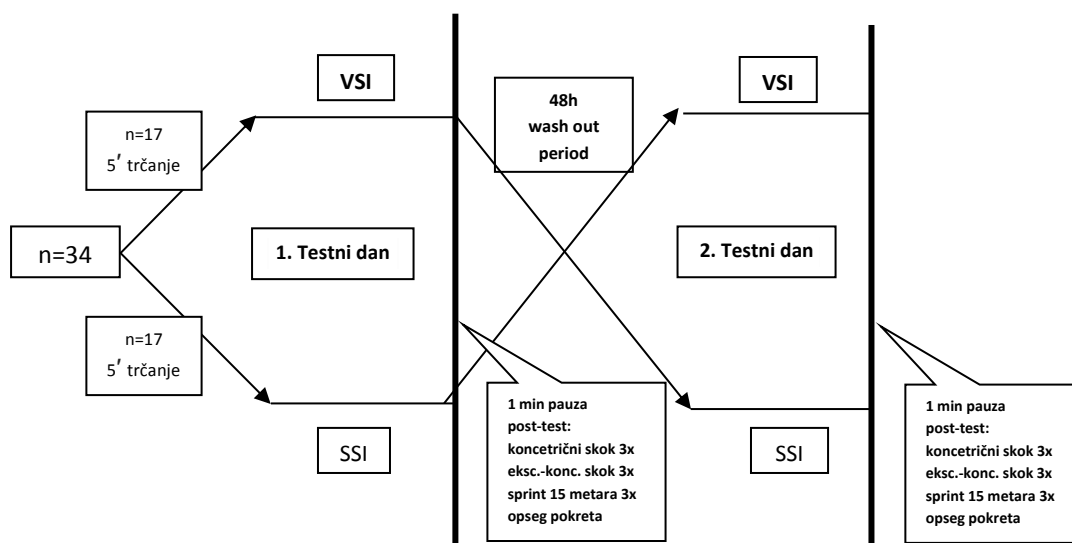 VSI
n=17
5' trčanje
n=34
1. Testni dan
n=17
5' trčanje
SSI
48h
wash out
period
1 min pauza
post-test:
koncetrični skok 3x
eksc.-konc. skok 3x
sprint 15 metara 3x
opseg pokreta
VSI
2. Testni dan
SSI
1 min pauza
post-test:
koncetrični skok 3x
eksc.-konc. skok 3x
sprint 15 metara 3x
opseg pokreta